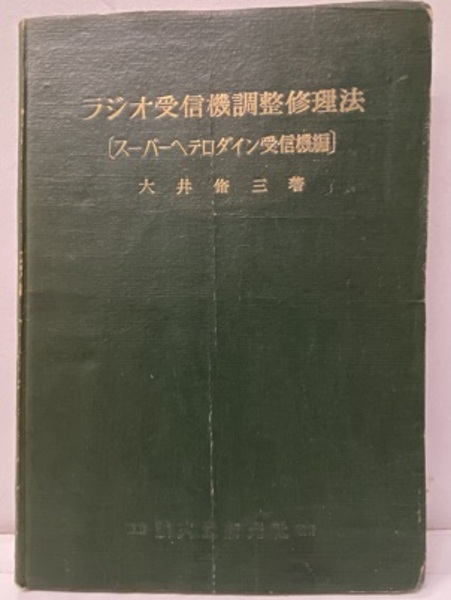 ラジオ受信機調整修理法
〔スーパーヘテロダイン受信機編〕
大井脩三著